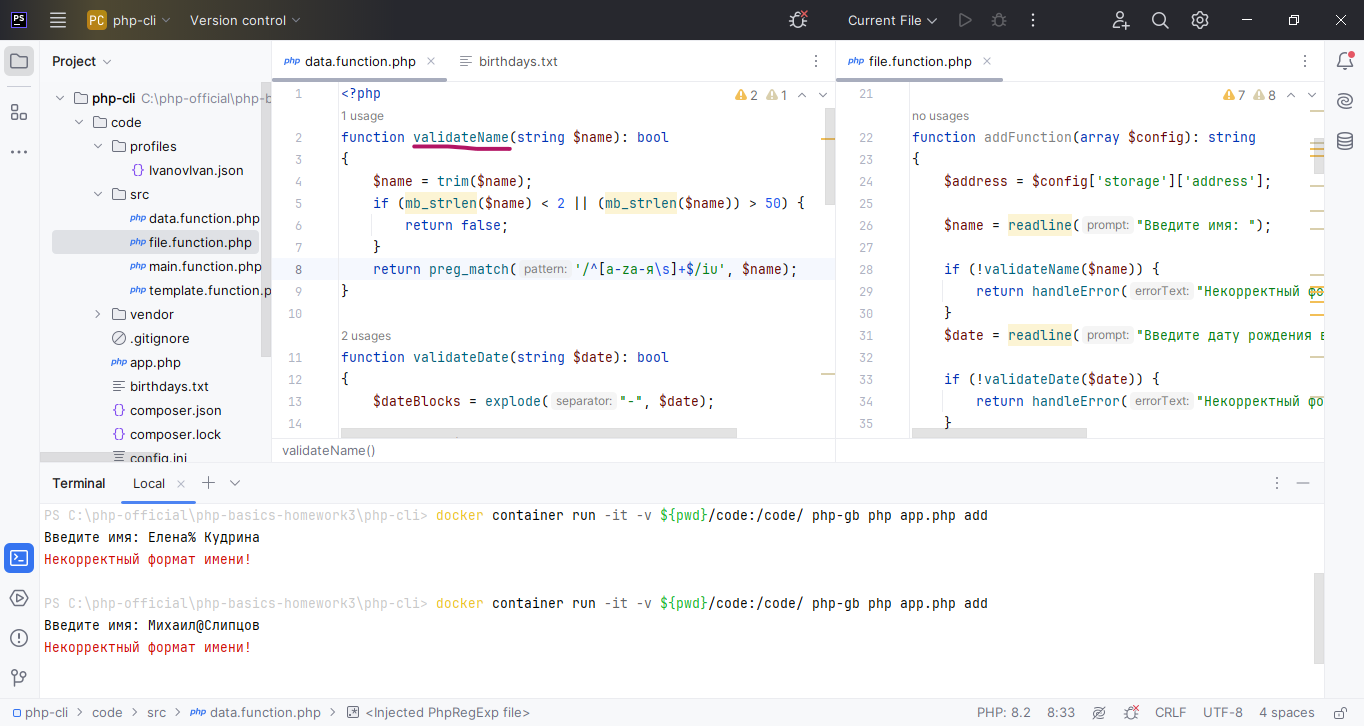 PS
PC php-cli
Version control
Current File
Project
php-cli C:\php-official\php-b
code
profiles
IvanovIvan.json
src
php data.function.php
php file.function.php
php main.function.php
php template.function.p
vendor
.gitignore
php app.php
birthdays.txt
composer.json
composer.lock
config.ini
php data.function.php
birthdays.txt
2 1
1 <?php
1 usage
2 function validateName(string $name): bool
3 {
4 $name = trim($name);
5 if (mb_strlen($name) < 2 || (mb_strlen($name)) > 50) {
6 return false;
7 }
8 return preg_match( pattern: '/^[a-zа-я\s]+$/iu', $name);
9 }
10
2 usages
11 function validateDate(string $date): bool
12 {
13 $dateBlocks = explode( separator: "-", $date);
14
validateName()
php file.function.php
7 8
21
no usages
22 function addFunction(array $config): string
23 {
24 $address = $config['storage']['address'];
25
26 $name = readline( prompt: "Введите имя: ");
27
28 if (!validateName($name)) {
29 return handleError( errorText: "Некорректный фо
30 }
31 $date = readline( prompt: "Введите дату рождения в
32
33 if (!validateDate($date)) {
34 return handleError( errorText: "Некорректный фо
35 }
Terminal
Local
PS C:\php-official\php-basics-homework3\php-cli> docker container run -it -v ${pwd}/code:/code/ php-gb php app.php add
Введите имя: Елена% Кудрина
Некорректный формат имени!
PS C:\php-official\php-basics-homework3\php-cli> docker container run -it -v ${pwd}/code:/code/ php-gb php app.php add
Введите имя: Михаил@Слипцов
Некорректный формат имени!
php-cli > code > src > php data.function.php > <Injected PhpRegExp file>
PHP: 8.2 8:33 CRLF UTF-8 4 spaces